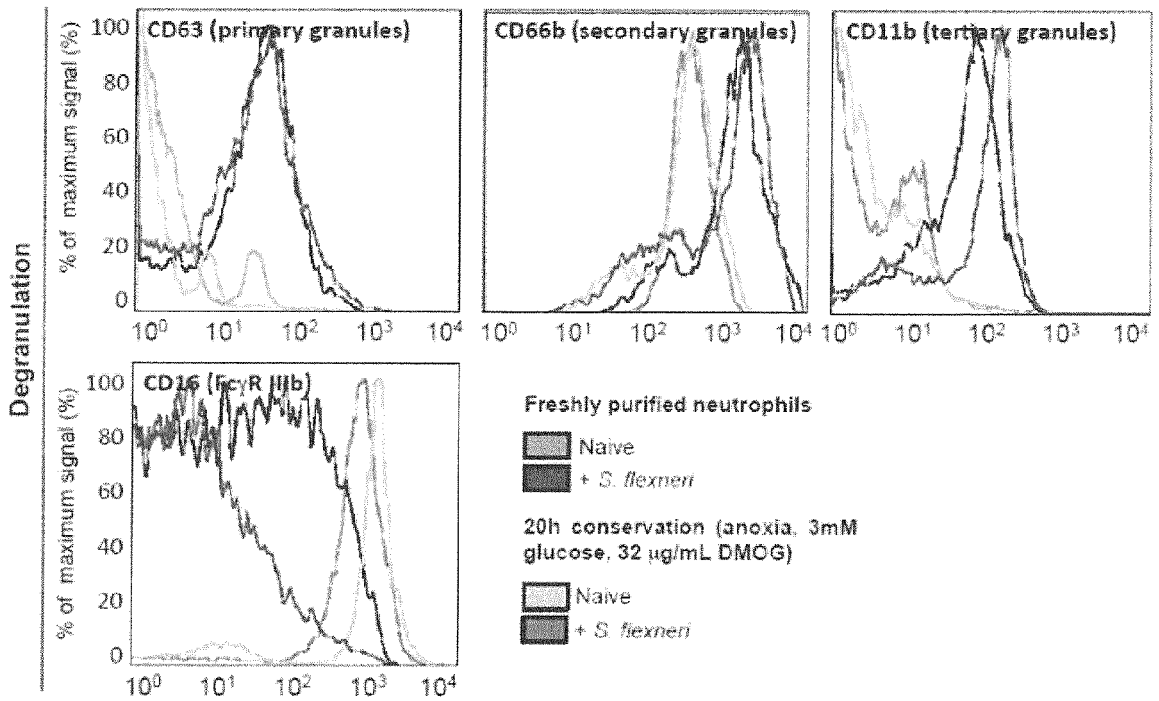 Degranulation
% of maximum signal (%)
100
80
60
40
20
0
CD63 (primary granules)
10⁰ 10¹ 10² 10³ 10⁴
CD66b (secondary granules)
10⁰ 10¹ 10² 10³ 10⁴
CD11b (tertiary granules)
10⁰ 10¹ 10² 10³ 10⁴
% of maximum signal (%)
100
80
60
40
20
0
CD16 (FcγR IIIb)
10⁰ 10¹ 10² 10³ 10⁴
Freshly purified neutrophils
Naive
+ S. flexneri
20h conservation (anoxia, 3mM
glucose, 32 µg/mL DMOG)
Naive
+ S. flexneri